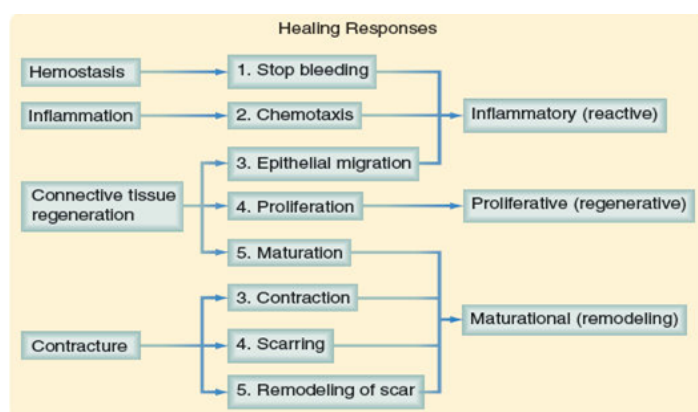 Healing Responses
Hemostasis
1. Stop bleeding
Inflammation
2. Chemotaxis
Inflammatory (reactive)
3. Epithelial migration
Connective tissue
regeneration
4. Proliferation
Proliferative (regenerative)
5. Maturation
3. Contraction
Maturational (remodeling)
Contracture
4. Scarring
5. Remodeling of scar